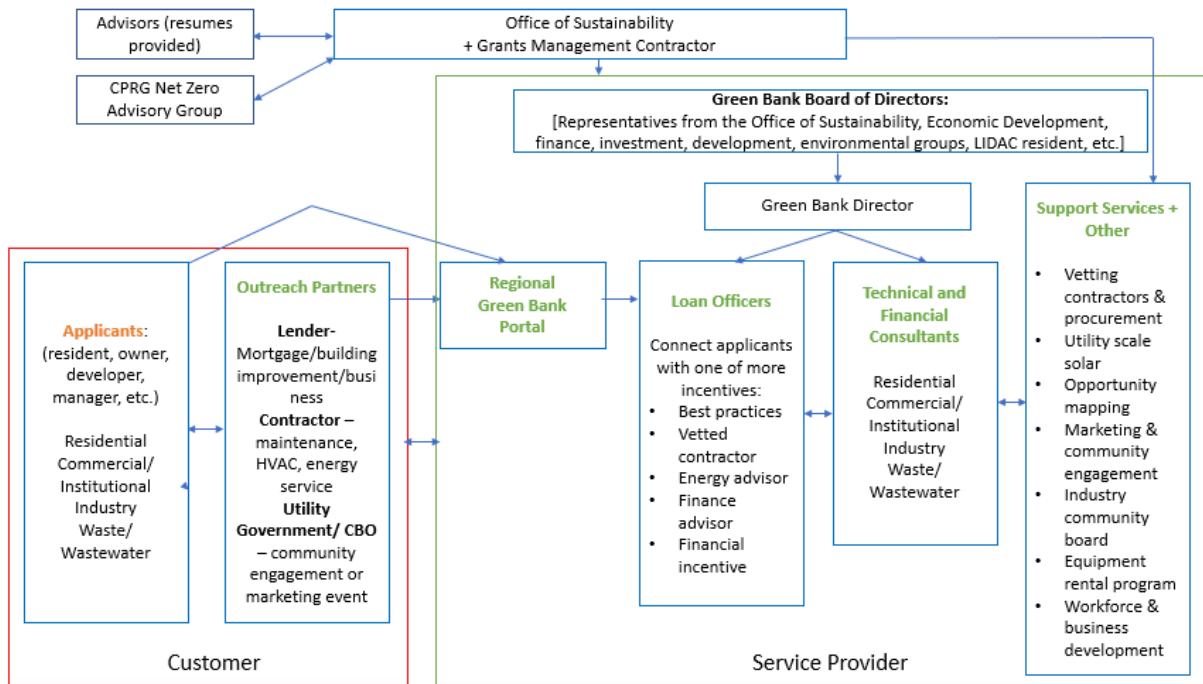 Advisors (resumes
provided)
Office of Sustainability
+ Grants Management Contractor
CPRG Net Zero
Advisory Group
Green Bank Board of Directors:
[Representatives from the Office of Sustainability, Economic Development,
finance, investment, development, environmental groups, LIDAC resident, etc.]
Green Bank Director
Applicants:
(resident, owner,
developer,
manager, etc.)
Residential
Commercial/
Institutional
Industry
Waste/
Wastewater
Outreach Partners
Lender-
Mortgage/building
improvement/busi
ness
Contractor –
maintenance,
HVAC, energy
service
Utility
Government/ CBO
– community
engagement or
marketing event
Customer
Regional
Green Bank
Portal
Loan Officers
Connect applicants
with one of more
incentives:
• Best practices
• Vetted
contractor
• Energy advisor
• Finance
advisor
• Financial
incentive
Technical and
Financial
Consultants
Residential
Commercial/
Institutional
Industry
Waste/
Wastewater
Support Services +
Other
• Vetting
contractors &
procurement
• Utility scale
solar
• Opportunity
mapping
• Marketing &
community
engagement
• Industry
community
board
• Equipment
rental program
• Workforce &
business
development
Service Provider